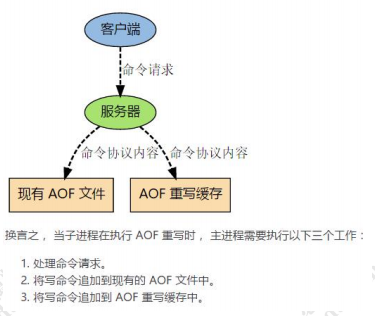 客户端
命令请求
服务器
命令协议内容 命令协议内容
现有 AOF 文件 AOF 重写缓存
换言之，当子进程在执行 AOF 重写时，主进程需要执行以下三个工作：
1. 处理命令请求。
2. 将写命令追加到现有的 AOF 文件中。
3. 将写命令追加到 AOF 重写缓存中。